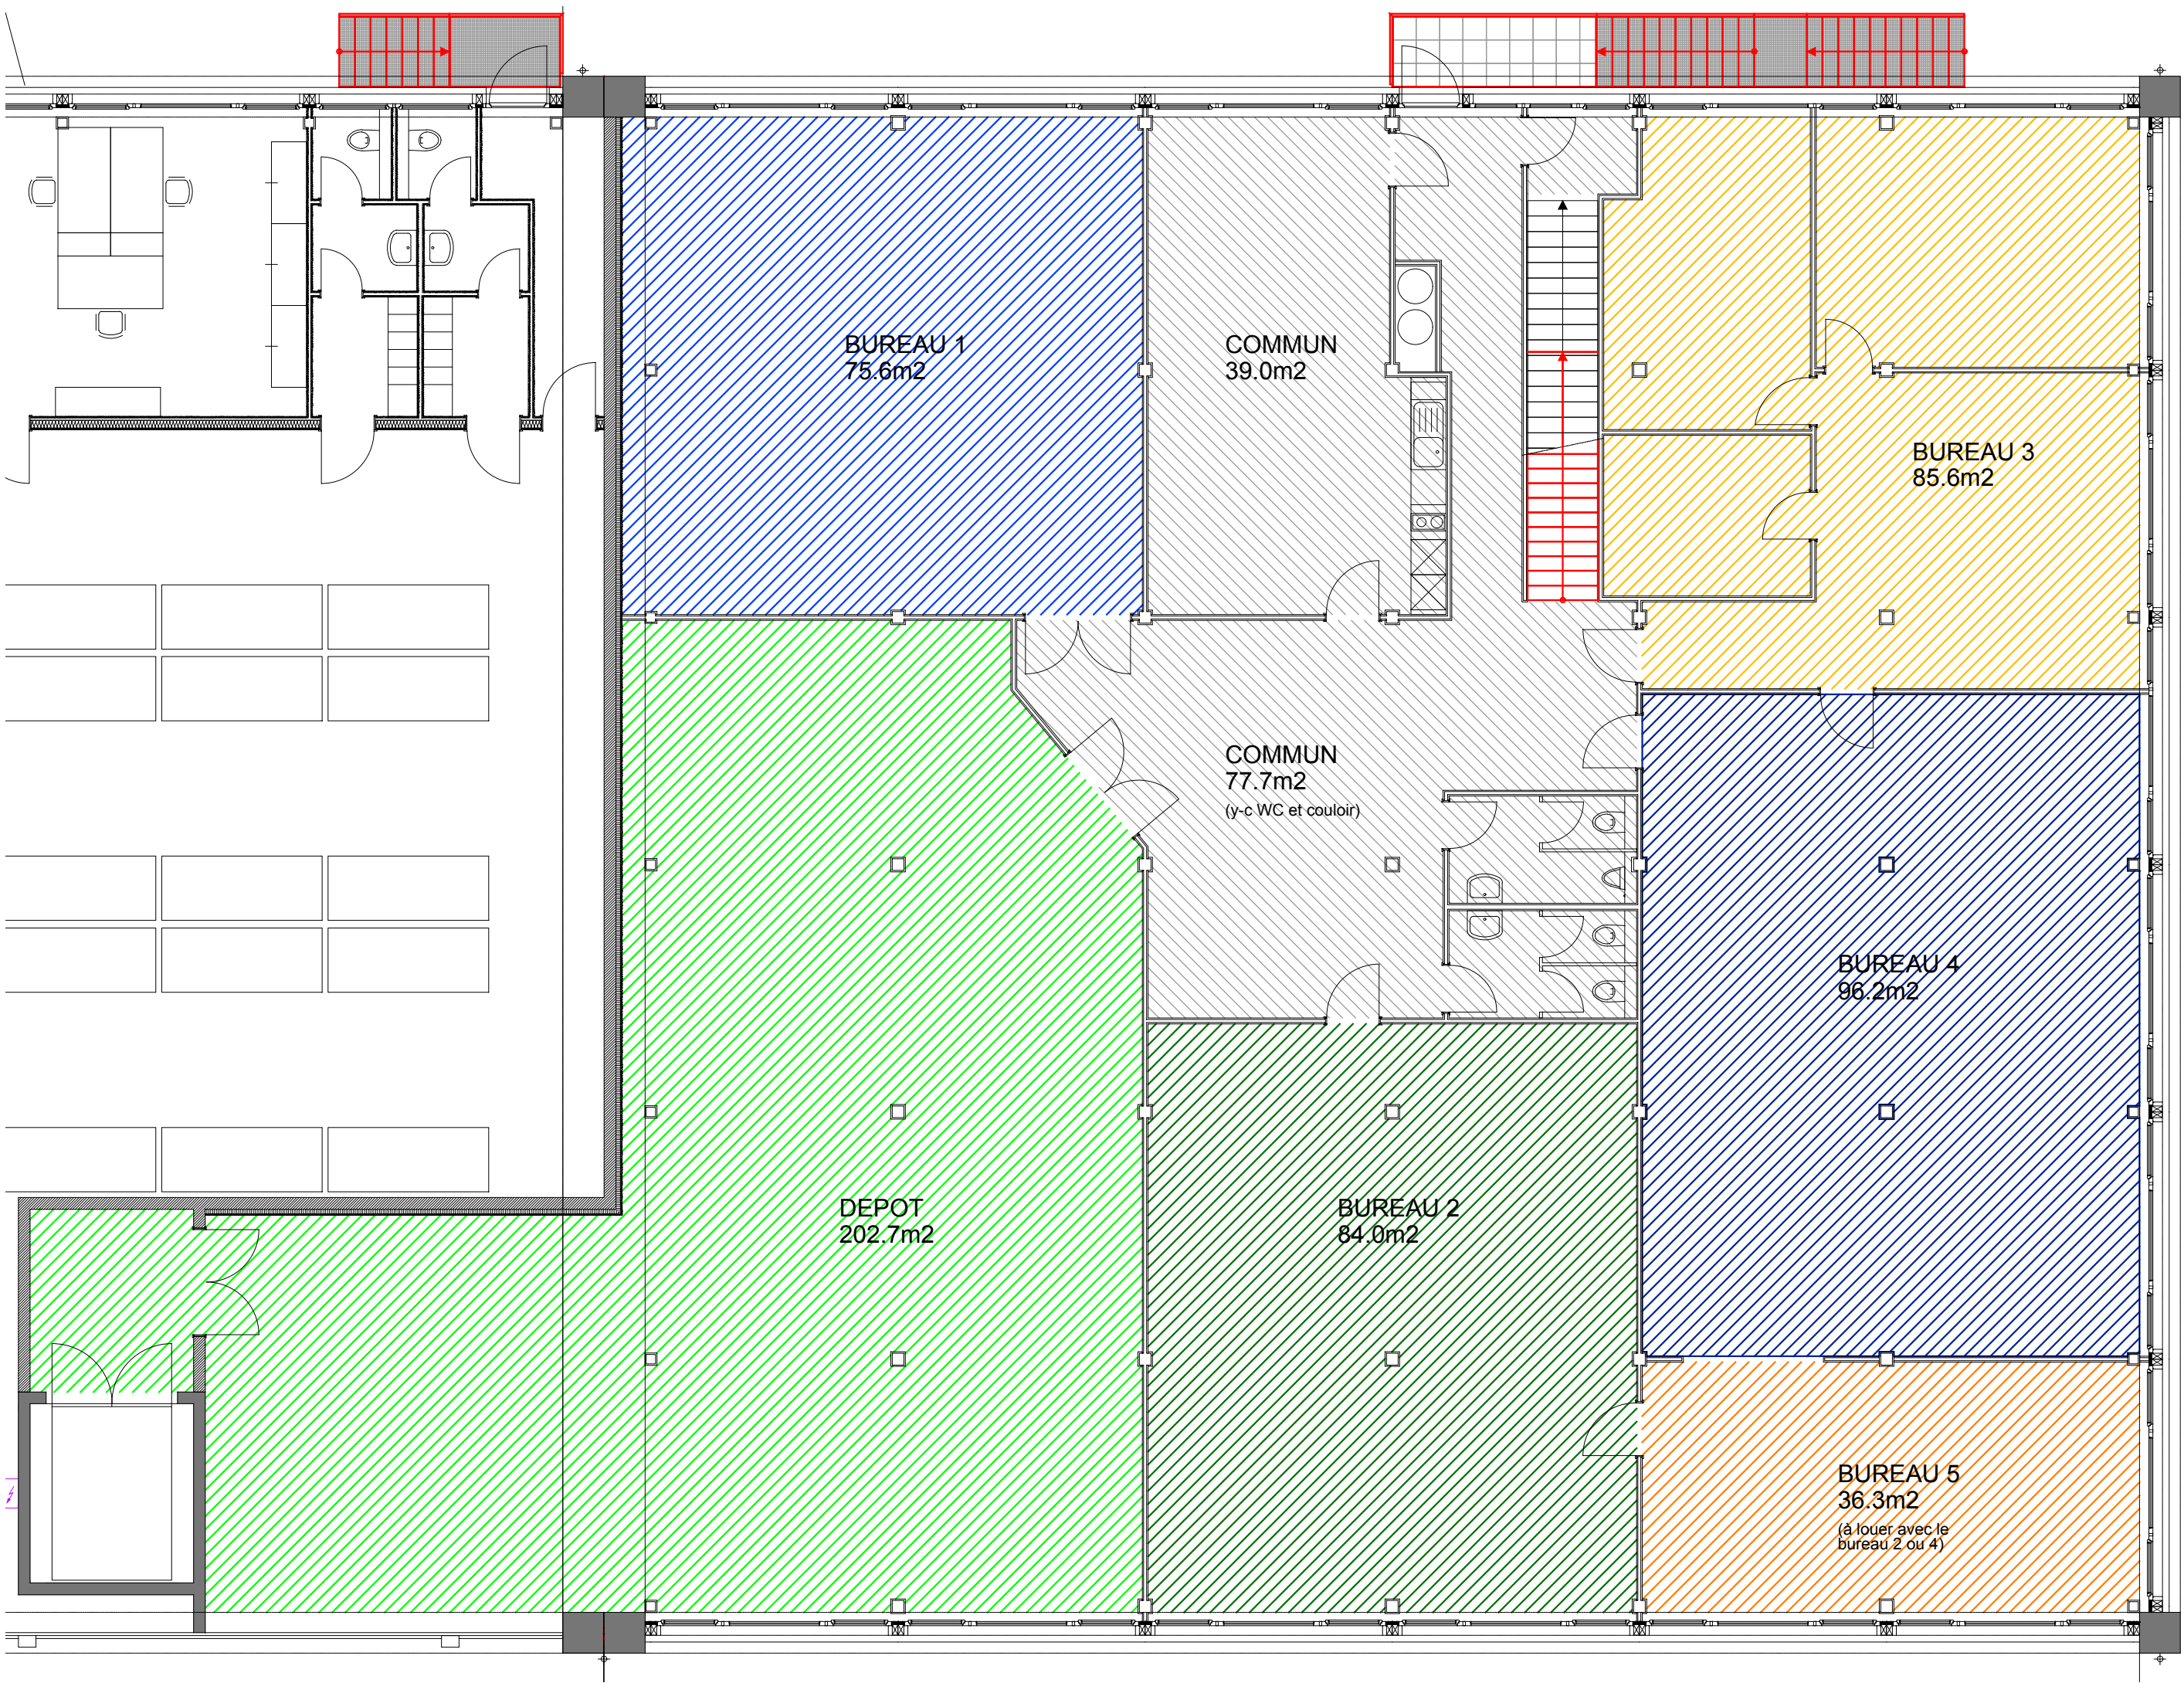 BUREAU 1
75.6m2
COMMUN
39.0m2
BUREAU 3
85.6m2
COMMUN
77.7m2
(y-c WC et couloir)
BUREAU 4
96.2m2
DEPOT
202.7m2
BUREAU 2
84.0m2
BUREAU 5
36.3m2
(à louer avec le
bureau 2 ou 4)